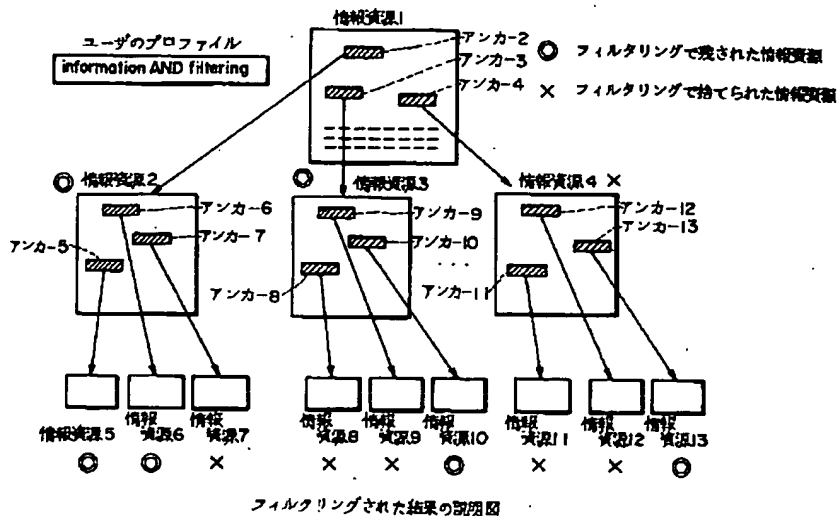 情報資源1
ユーザのプロファイル
information AND filtering
アンカー2
アンカー3
アンカー4
◎ フィルタリングで残された情報資源
× フィルタリングで捨てられた情報資源
◎ 情報資源2
◎ 情報資源3
情報資源4 ×
アンカー6
アンカー7
アンカー5
アンカー9
アンカー10
アンカー8
アンカー12
アンカー13
アンカー11
情報資源5
情報
資源6
情報
資源7
情報
資源8
情報
資源9
情報
資源10
情報
資源11
情報
資源12
情報
資源13
◎ ◎ × × × ◎ × × ◎
フィルタリングされた結果の説明図